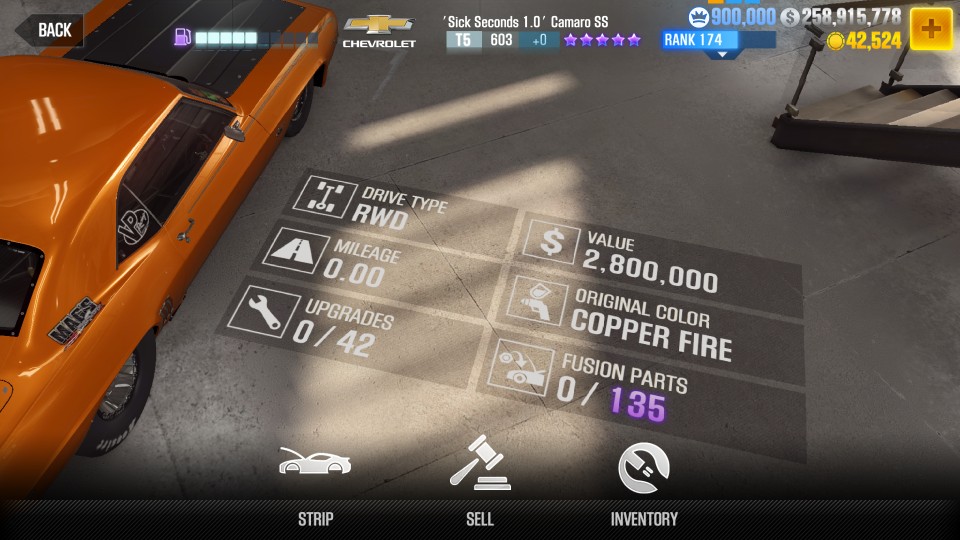 BACK
CHEVROLET
'Sick Seconds 1.0' Camaro SS
T5 603 +0
900,000
258,915,778
RANK 174
42,524
+
DRIVE TYPE
RWD
MILEAGE
0.00
UPGRADES
0 / 42
$
VALUE
2,800,000
ORIGINAL COLOR
COPPER FIRE
FUSION PARTS
0 / 135
VP
STRIP
SELL
INVENTORY